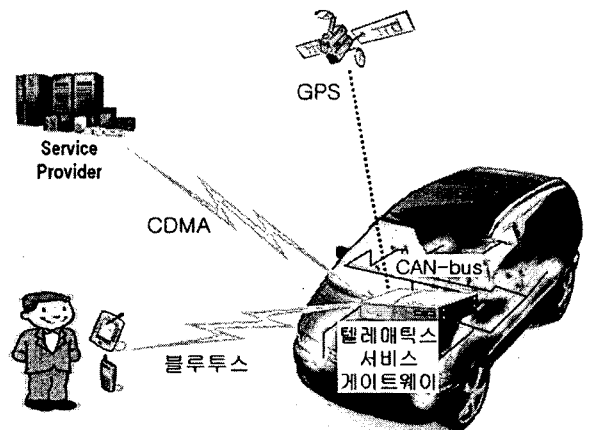 GPS
Service
Provider
CDMA
CAN-bus
텔레매틱스
서비스
게이트웨이
블루투스